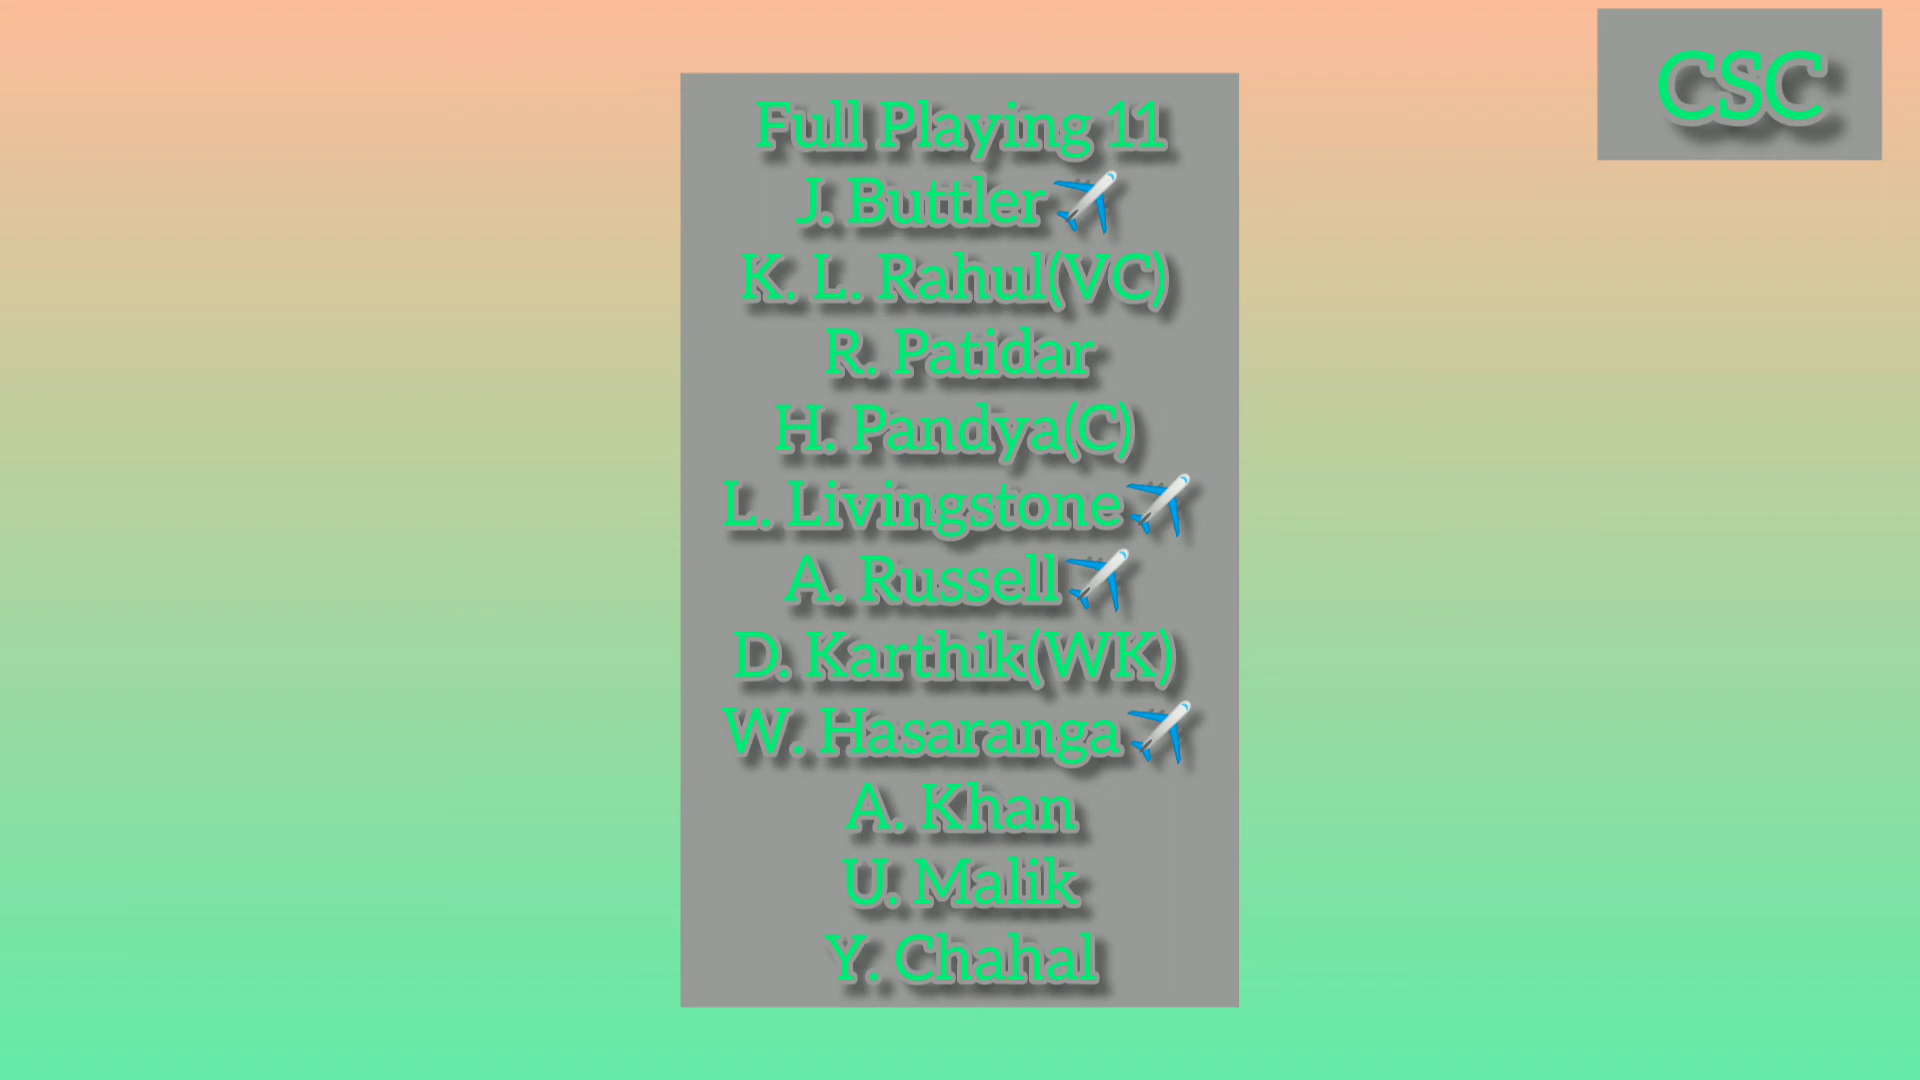 CSC
Full Playing 11
J. Buttler✈️
K. L. Rahul(VC)
R. Patidar
H. Pandya(C)
L. Livingstone✈️
A. Russell✈️
D. Karthik(WK)
W. Hasaranga✈️
A. Khan
U. Malik
Y. Chahal